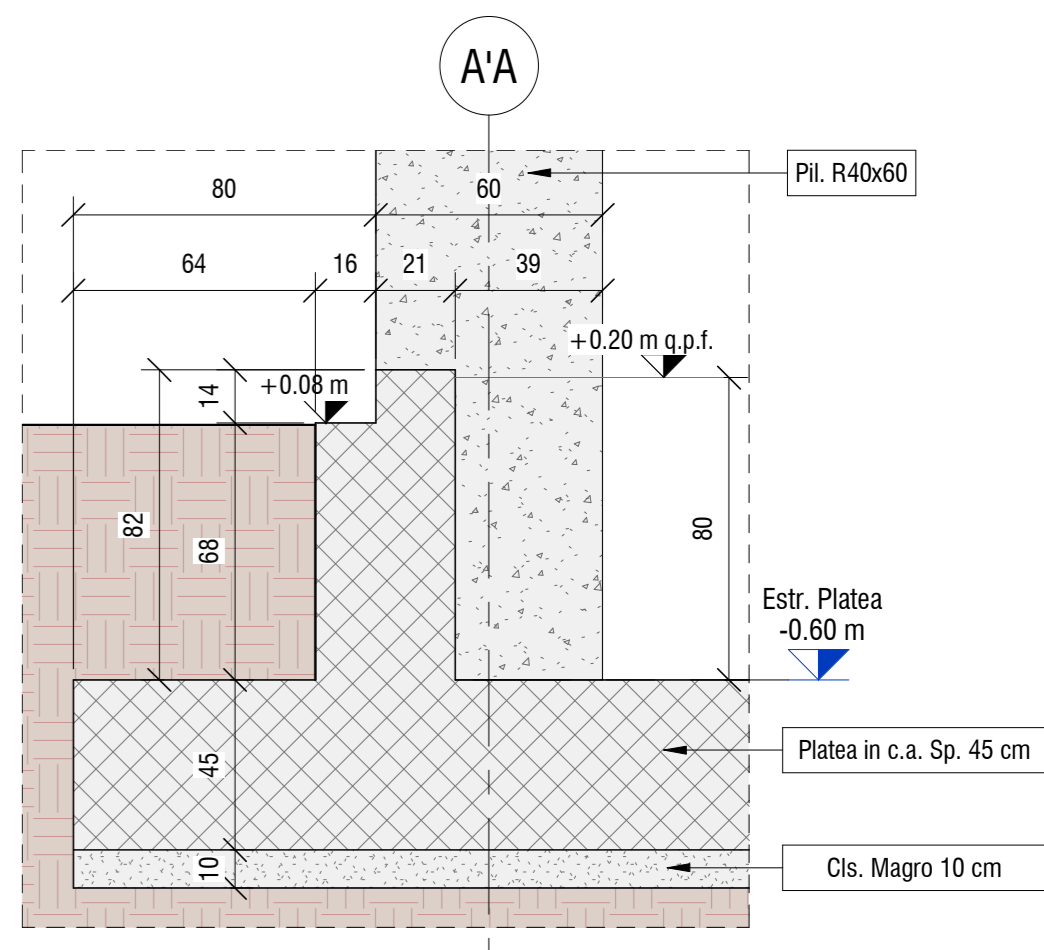 A'A
Pil. R40x60
80
60
64
16
21
39
+0.20 m q.p.f.
+0.08 m
14
82
68
80
Estr. Platea
-0.60 m
Platea in c.a. Sp. 45 cm
45
Cls. Magro 10 cm
10